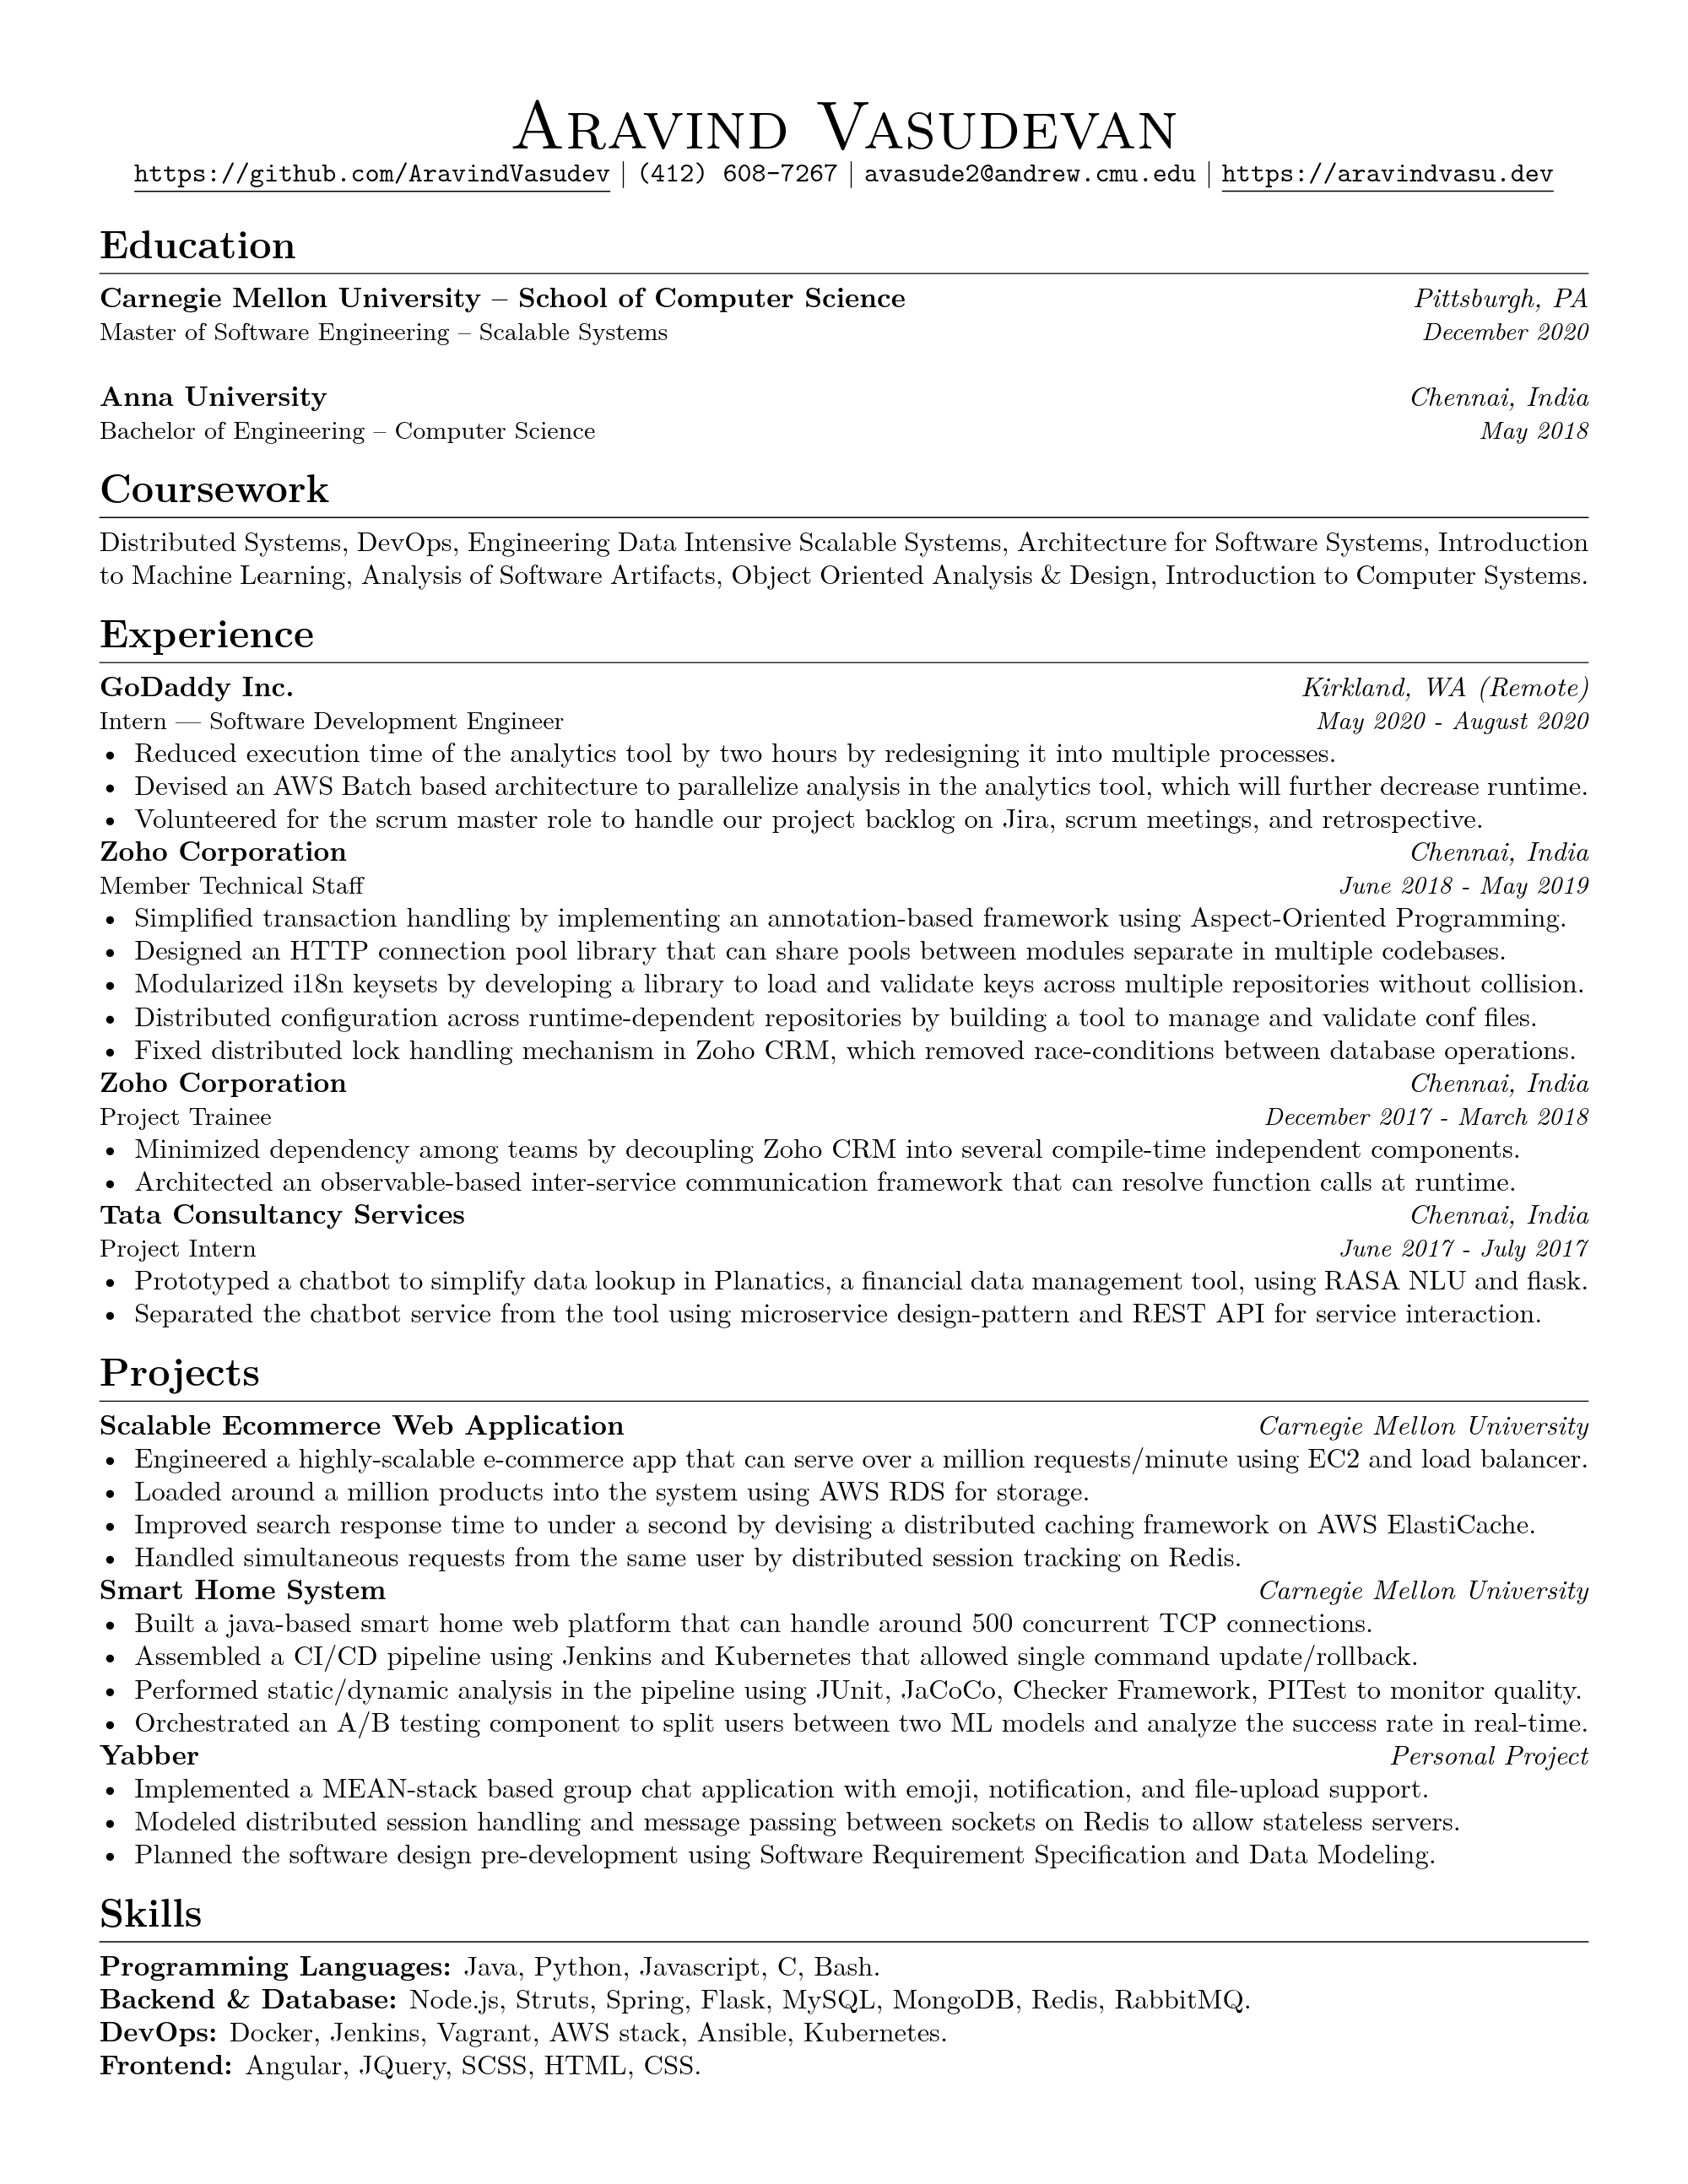 Aravind Vasudevan
https://github.com/AravindVasudev | (412) 608-7267 | avasude2@andrew.cmu.edu | https://aravindvasu.dev
Education
Carnegie Mellon University – School of Computer Science Pittsburgh, PA
Master of Software Engineering – Scalable Systems December 2020
Anna University Chennai, India
Bachelor of Engineering – Computer Science May 2018
Coursework
Distributed Systems, DevOps, Engineering Data Intensive Scalable Systems, Architecture for Software Systems, Introduction
to Machine Learning, Analysis of Software Artifacts, Object Oriented Analysis & Design, Introduction to Computer Systems.
Experience
GoDaddy Inc. Kirkland, WA (Remote)
Intern — Software Development Engineer May 2020 - August 2020
• Reduced execution time of the analytics tool by two hours by redesigning it into multiple processes.
• Devised an AWS Batch based architecture to parallelize analysis in the analytics tool, which will further decrease runtime.
• Volunteered for the scrum master role to handle our project backlog on Jira, scrum meetings, and retrospective.
Zoho Corporation Chennai, India
Member Technical Staff June 2018 - May 2019
• Simplified transaction handling by implementing an annotation-based framework using Aspect-Oriented Programming.
• Designed an HTTP connection pool library that can share pools between modules separate in multiple codebases.
• Modularized i18n keysets by developing a library to load and validate keys across multiple repositories without collision.
• Distributed configuration across runtime-dependent repositories by building a tool to manage and validate conf files.
• Fixed distributed lock handling mechanism in Zoho CRM, which removed race-conditions between database operations.
Zoho Corporation Chennai, India
Project Trainee December 2017 - March 2018
• Minimized dependency among teams by decoupling Zoho CRM into several compile-time independent components.
• Architected an observable-based inter-service communication framework that can resolve function calls at runtime.
Tata Consultancy Services Chennai, India
Project Intern June 2017 - July 2017
• Prototyped a chatbot to simplify data lookup in Planatics, a financial data management tool, using RASA NLU and flask.
• Separated the chatbot service from the tool using microservice design-pattern and REST API for service interaction.
Projects
Scalable Ecommerce Web Application Carnegie Mellon University
• Engineered a highly-scalable e-commerce app that can serve over a million requests/minute using EC2 and load balancer.
• Loaded around a million products into the system using AWS RDS for storage.
• Improved search response time to under a second by devising a distributed caching framework on AWS ElastiCache.
• Handled simultaneous requests from the same user by distributed session tracking on Redis.
Smart Home System Carnegie Mellon University
• Built a java-based smart home web platform that can handle around 500 concurrent TCP connections.
• Assembled a CI/CD pipeline using Jenkins and Kubernetes that allowed single command update/rollback.
• Performed static/dynamic analysis in the pipeline using JUnit, JaCoCo, Checker Framework, PITest to monitor quality.
• Orchestrated an A/B testing component to split users between two ML models and analyze the success rate in real-time.
Yabber Personal Project
• Implemented a MEAN-stack based group chat application with emoji, notification, and file-upload support.
• Modeled distributed session handling and message passing between sockets on Redis to allow stateless servers.
• Planned the software design pre-development using Software Requirement Specification and Data Modeling.
Skills
Programming Languages: Java, Python, Javascript, C, Bash.
Backend & Database: Node.js, Struts, Spring, Flask, MySQL, MongoDB, Redis, RabbitMQ.
DevOps: Docker, Jenkins, Vagrant, AWS stack, Ansible, Kubernetes.
Frontend: Angular, JQuery, SCSS, HTML, CSS.